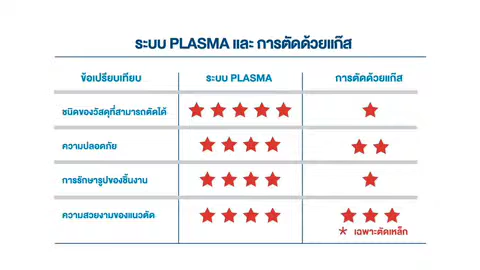 ระบบ PLASMA และ การตัดด้วยแก๊ส
ข้อเปรียบเทียบ ระบบ PLASMA การตัดด้วยแก๊ส
ชนิดของวัสดุที่สามารถตัดได้ ★★★★★ ★
ความปลอดภัย ★★★★ ★★
การรักษารูปของชิ้นงาน ★★★★ ★
ความสวยงามของแนวตัด ★★★★ ★★★
* เฉพาะตัดเหล็ก